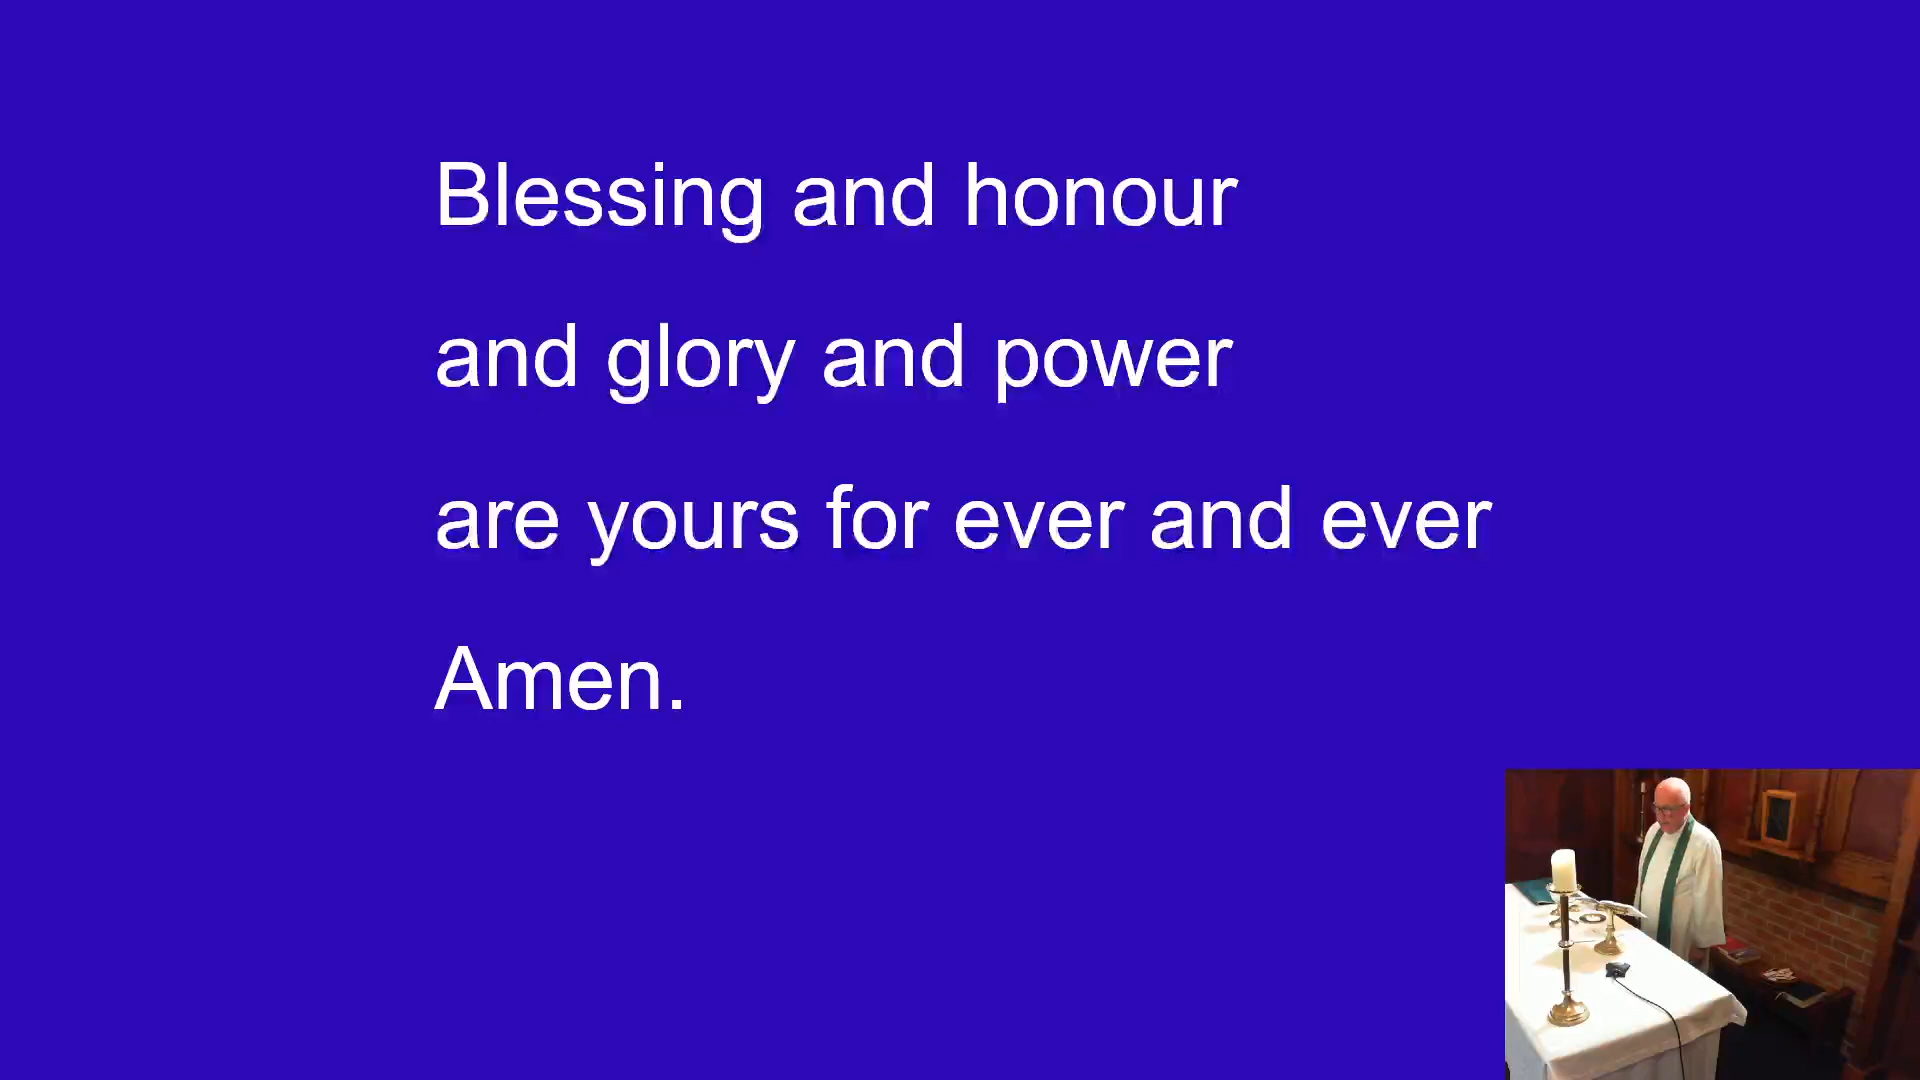 Blessing and honour
and glory and power
are yours for ever and ever
Amen.